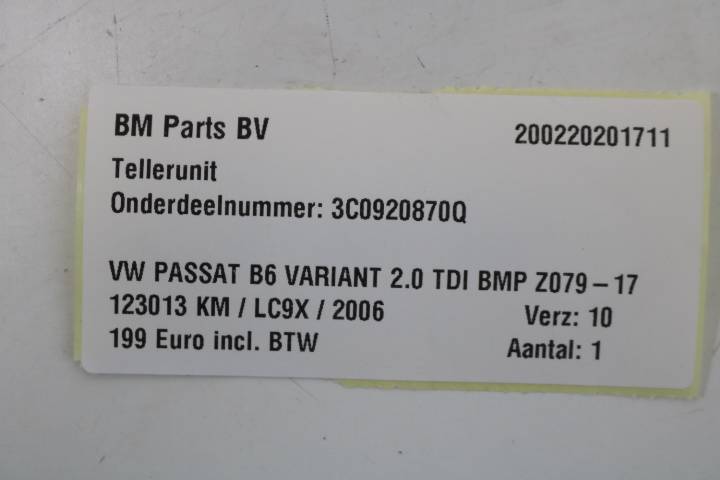 BM Parts BV 200220201711
Tellerunit
Onderdeelnummer: 3C0920870Q
VW PASSAT B6 VARIANT 2.0 TDI BMP Z079-17
123013 KM / LC9X / 2006 Verz: 10
199 Euro incl. BTW Aantal: 1